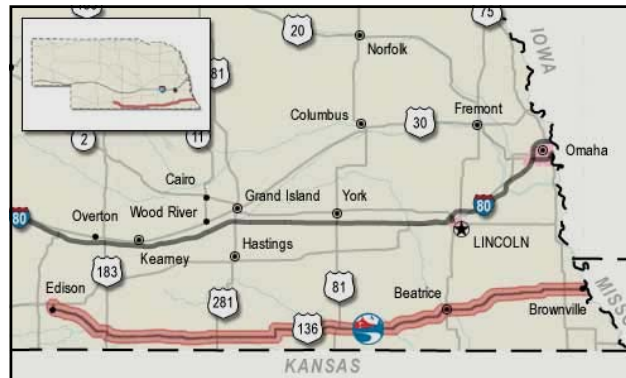 75
20
IOWA
81
Norfolk
Columbus
Fremont
30
2
11
Omaha
Cairo
Grand Island
York
80
80
Overton
Wood River
LINCOLN
Kearney
Hastings
183
MISSO
Edison
281
81
Beatrice
Brownville
136
KANSAS